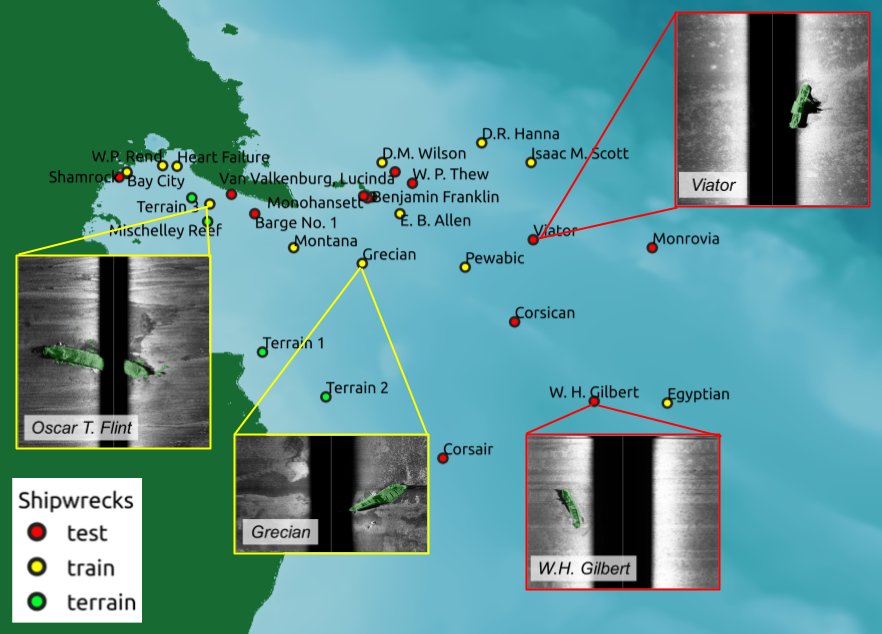 D.R. Hanna
W.P. Rend
Heart Failure
D.M. Wilson
Isaac M. Scott
Shamrock
Bay City
Van Valkenburg, Lucinda
W. P. Thew
Viator
Terrain 3
Monohansett
Benjamin Franklin
Mischelley Reef
Barge No. 1
E. B. Allen
Viator
Montana
Monrovia
Grecian
Pewabic
Corsican
Terrain 1
Terrain 2
W. H. Gilbert
Egyptian
Oscar T. Flint
Corsair
Grecian
W.H. Gilbert
Shipwrecks
test
train
terrain